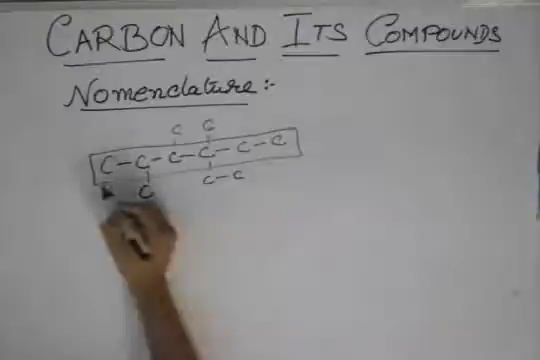 CARBON AND ITS COMPOUNDS
Nomenclature:-
C C
C-C-C-C-C-C
C C-C